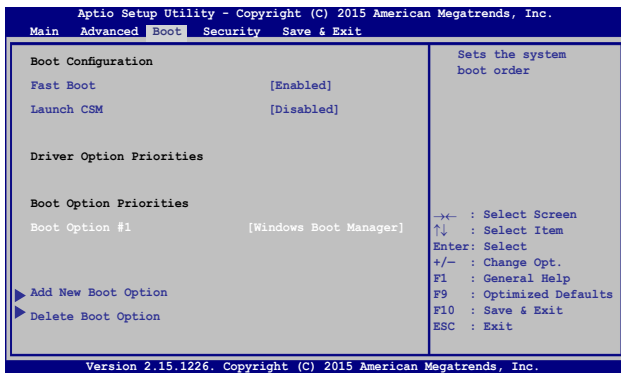 Aptio Setup Utility - Copyright (C) 2015 American Megatrends, Inc.
Main Advanced Boot Security Save & Exit
Boot Configuration
Fast Boot [Enabled]
Launch CSM [Disabled]
Driver Option Priorities
Boot Option Priorities
Boot Option #1 [Windows Boot Manager]
Add New Boot Option
Delete Boot Option
Sets the system
boot order
→← : Select Screen
↑↓ : Select Item
Enter: Select
+/— : Change Opt.
F1 : General Help
F9 : Optimized Defaults
F10 : Save & Exit
ESC : Exit
Version 2.15.1226. Copyright (C) 2015 American Megatrends, Inc.